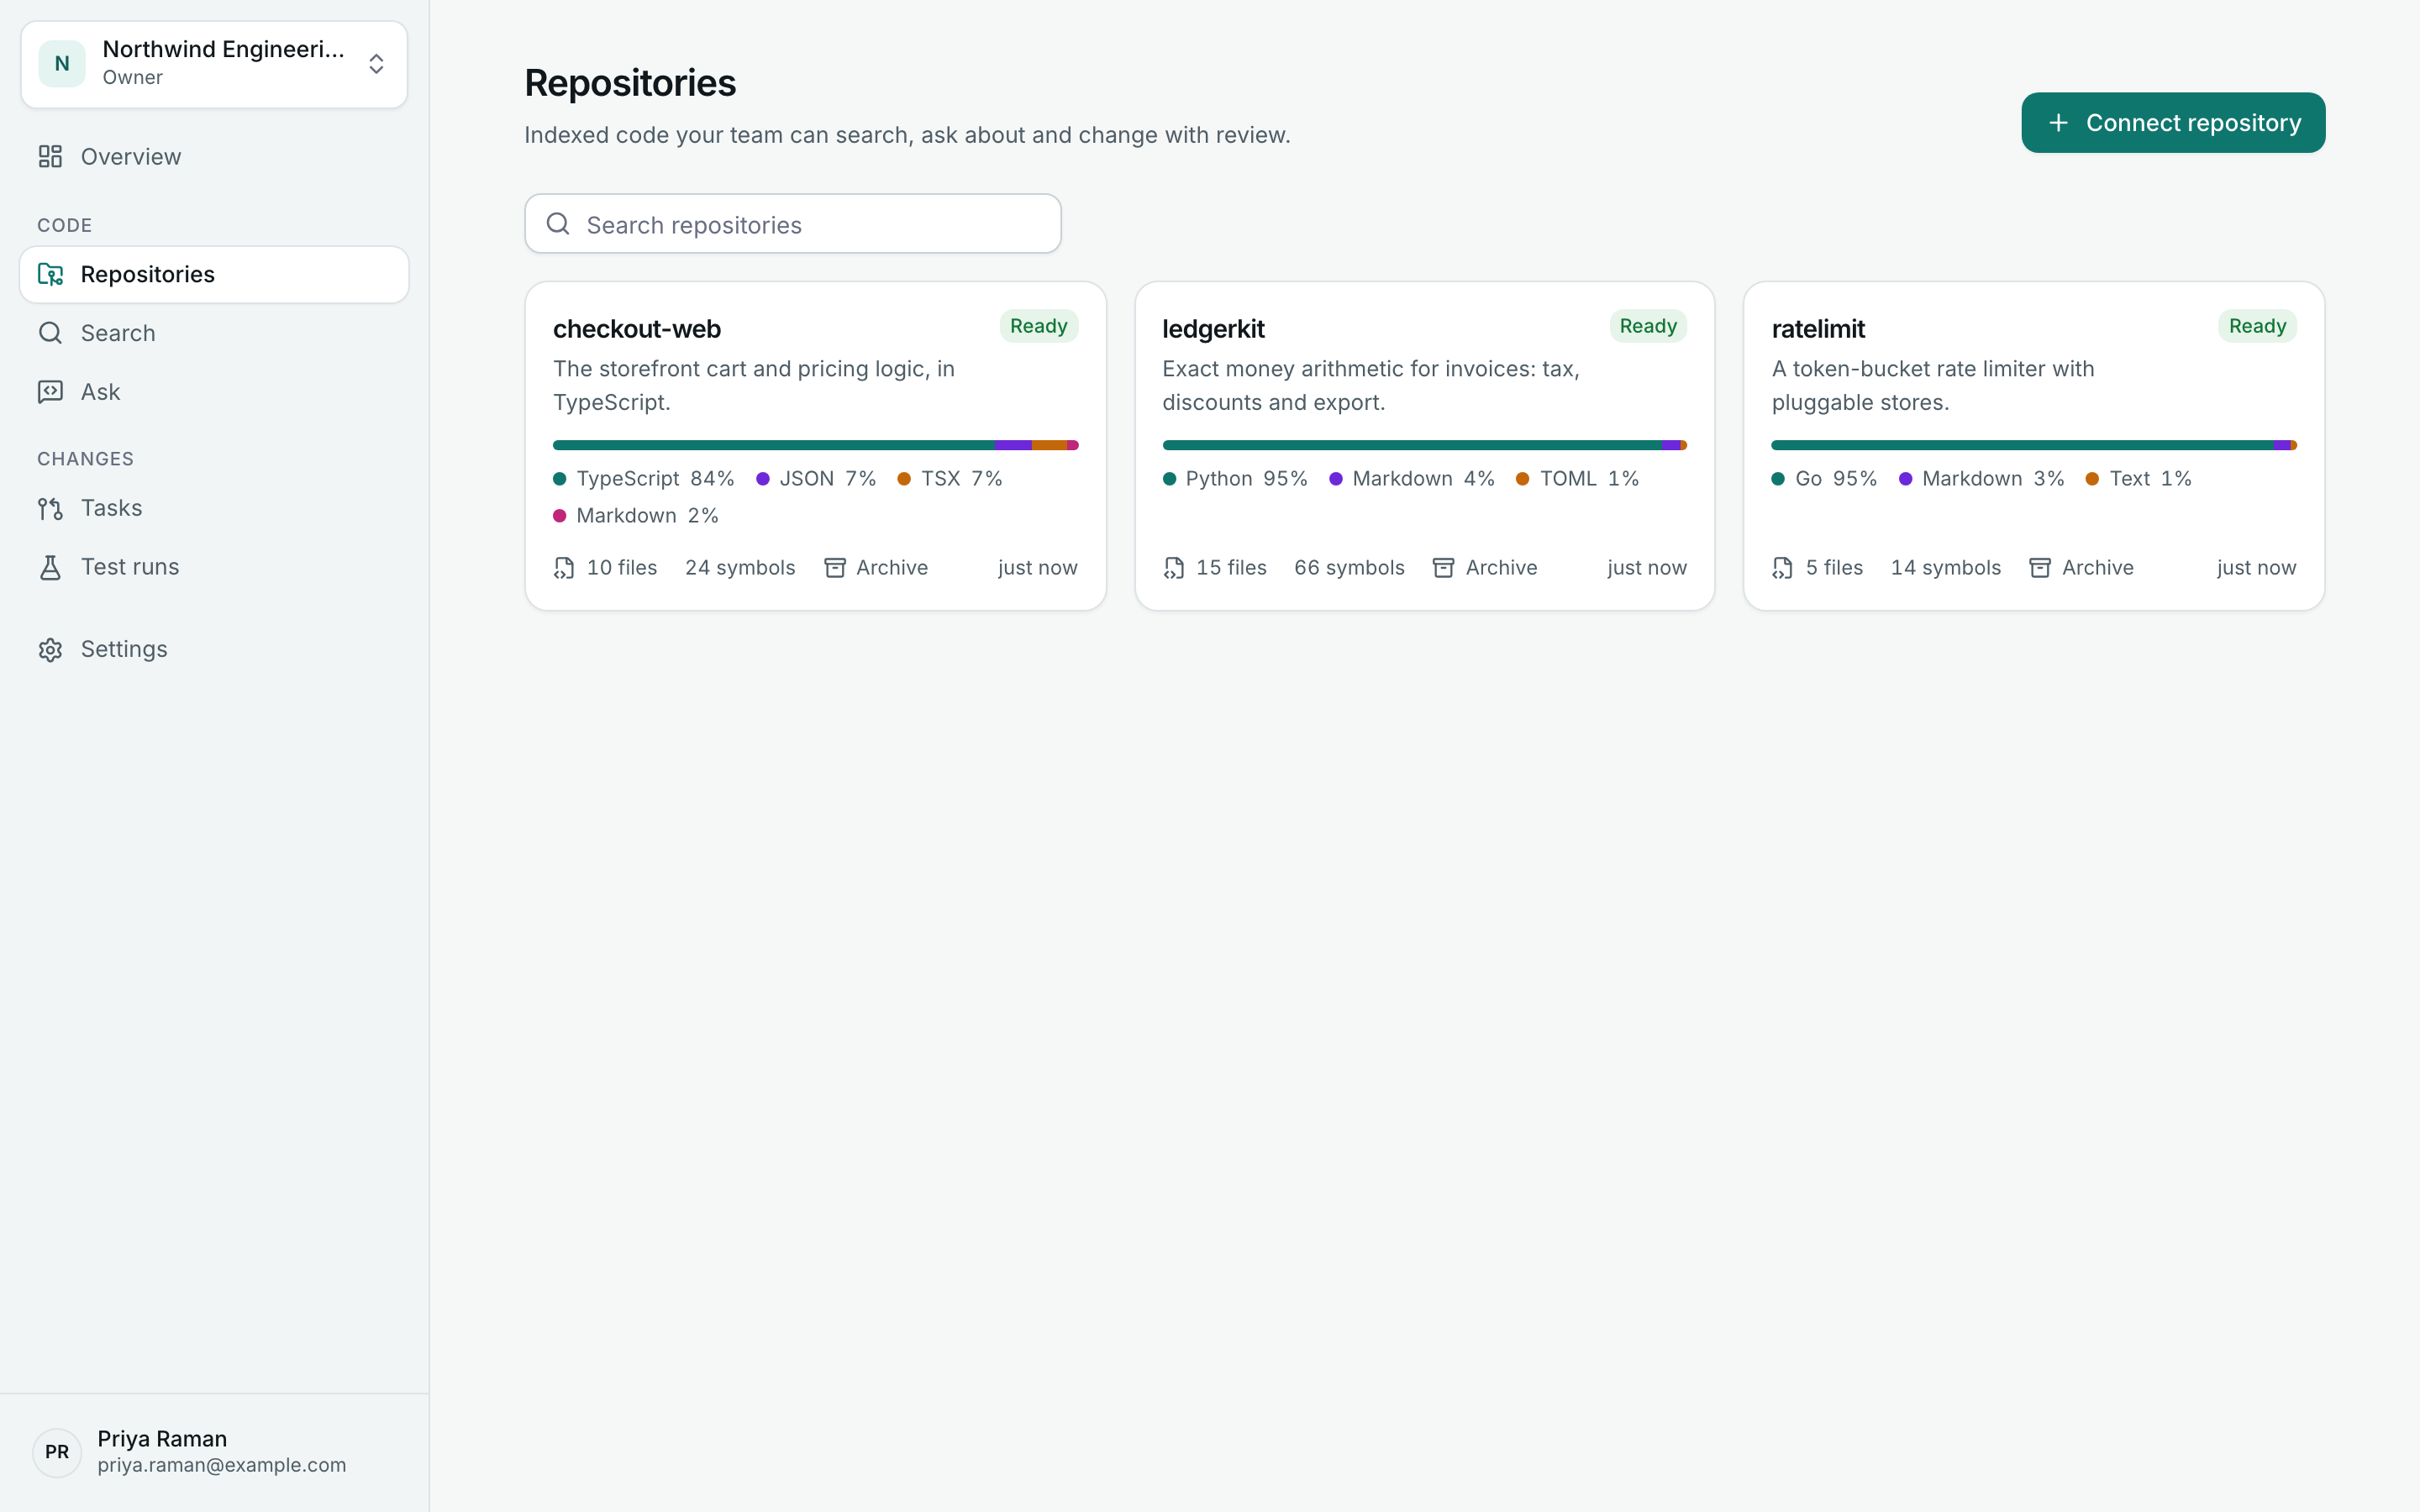 N
Northwind Engineeri...
Owner
Overview
CODE
Repositories
Search
Ask
CHANGES
Tasks
Test runs
Settings
PR
Priya Raman
priya.raman@example.com
Repositories
Indexed code your team can search, ask about and change with review.
+ Connect repository
Search repositories
checkout-web
Ready
The storefront cart and pricing logic, in
TypeScript.
TypeScript 84% JSON 7% TSX 7%
Markdown 2%
10 files 24 symbols Archive just now
ledgerkit
Ready
Exact money arithmetic for invoices: tax,
discounts and export.
Python 95% Markdown 4% TOML 1%
15 files 66 symbols Archive just now
ratelimit
Ready
A token-bucket rate limiter with
pluggable stores.
Go 95% Markdown 3% Text 1%
5 files 14 symbols Archive just now